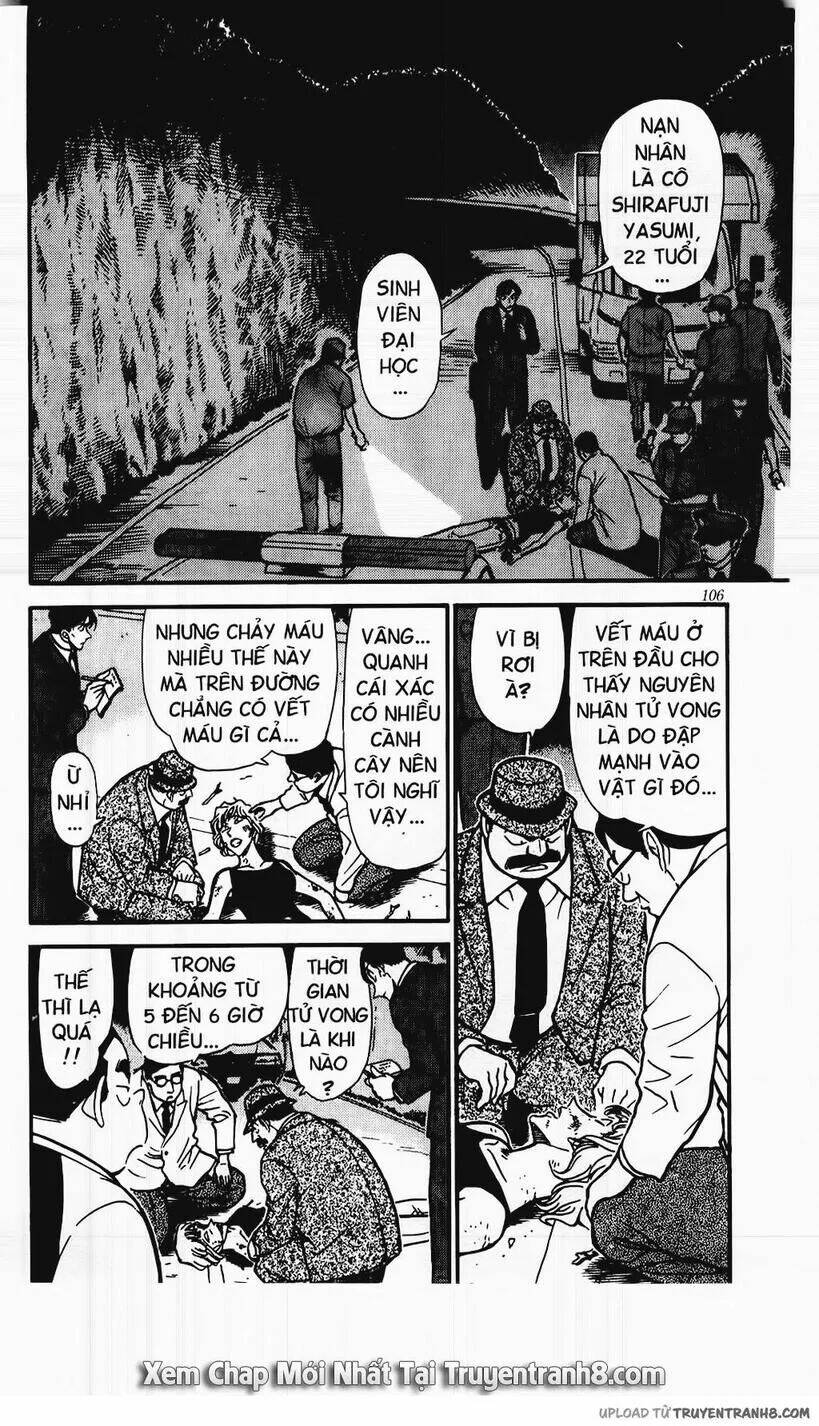 NẠN
NHÂN
LÀ CÔ
SHIRAFUJI
YASUMI,
22 TUỔI
...
SINH
VIÊN
ĐẠI
HỌC
...
106
VẾT MÁU Ở
TRÊN ĐẦU CHO
THẤY NGUYÊN
NHÂN TỬ VONG
LÀ DO ĐẬP
MẠNH VÀO
VẬT GÌ ĐÓ...
VÌ BỊ
RƠI
À?
VÂNG...
QUANH
CÁI XÁC
CÓ NHIỀU
CÀNH
CÂY NÊN
TÔI NGHĨ
VẬY...
NHƯNG CHẢY MÁU
NHIỀU THẾ NÀY
MÀ TRÊN ĐƯỜNG
CHẲNG CÓ VẾT
MÁU GÌ CẢ...
Ừ
NHỈ
...
THỜI
GIAN
TỬ VONG
LÀ KHI
NÀO
?
TRONG
KHOẢNG TỪ
5 ĐẾN 6 GIỜ
CHIỀU...
THẾ
THÌ LẠ
QUÁ
!!
Xem Chap Mới Nhất Tại Truyentranh8.com
UPLOAD TỪ TRUYENTRANH8.COM